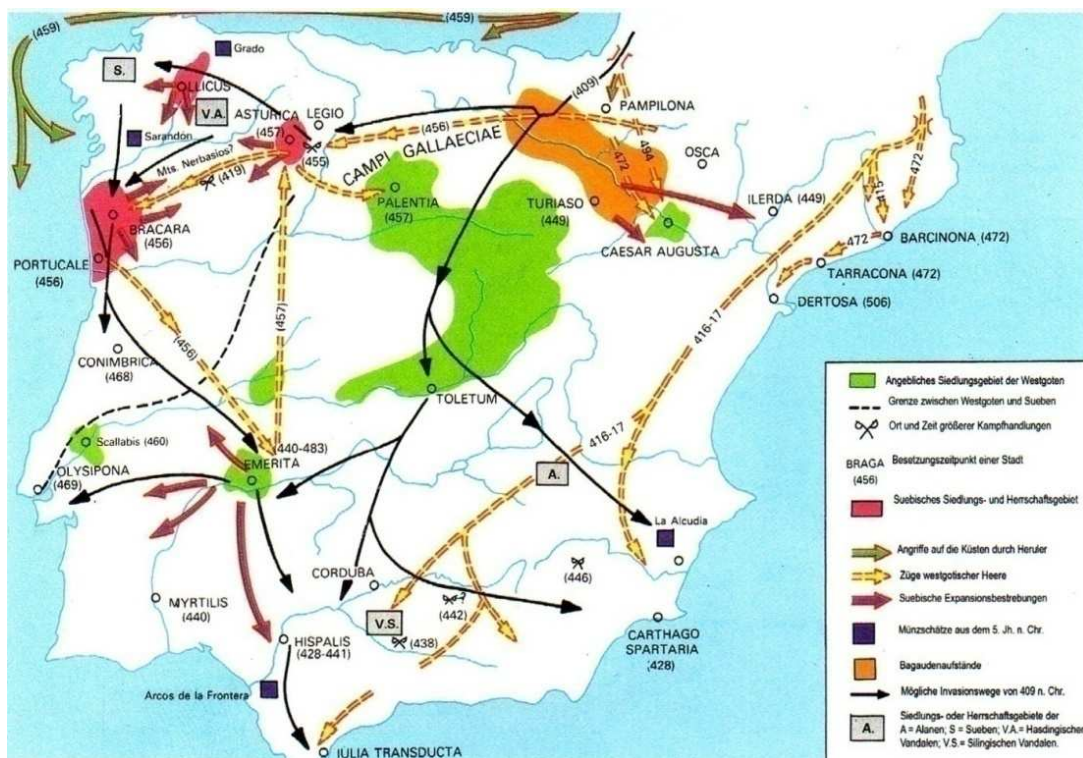 (459)
(459)
Grado
S.
(409)
LLICUS
V.A.
PAMPILONA
ASTURICA
LEGIO
(457)
(456)
Sarandón
(455)
CAMPI GALLAECIAE
472
494
OSCA
Mts. Nerbasios?
(419)
472
415
PALENTIA
(457)
TURIASO
(449)
ILERDA (449)
BRACARA
(456)
CAESAR AUGUSTA
472
BARCINONA (472)
PORTUCALE
(456)
TARRACONA (472)
DERTOSA (506)
(457)
(456)
416-17
CONIMBRICA
(468)
TOLETUM
Scallabis (460)
(440-483)
416-17
OLYSIPONA
(469)
EMERITA
A.
La Alcudia
CORDUBA
(446)
MYRTILIS
(440)
(442)
V.S.
(438)
HISPALIS
(428-441)
CARTHAGO
SPARTARIA
(428)
Arcos de la Frontera
IULIA TRANSDUCTA
Angebliches Siedlungsgebiet der Westgoten
Grenze zwischen Westgoten und Sueben
Ort und Zeit größerer Kampfhandlungen
BRAGA
(456)
Besetzungszeitpunkt einer Stadt
Suebisches Siedlungs- und Herrschaftsgebiet
Angriffe auf die Küsten durch Heruler
Züge westgotischer Heere
Suebische Expansionsbestrebungen
Münzschätze aus dem 5. Jh. n. Chr.
Bagaudenaufstände
Mögliche Invasionswege von 409 n. Chr.
A.
Siedlungs- oder Herrschaftsgebiete der
A = Alanen; S = Sueben; V.A.= Hasdingischer
Vandalen; V.S.= Silingischen Vandalen.